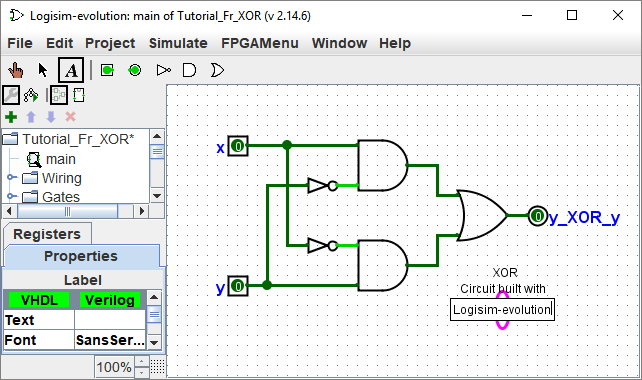 Logisim-evolution: main of Tutorial_Fr_XOR (v 2.14.6)
File Edit Project Simulate FPGAMenu Window Help
A
Tutorial_Fr_XOR*
main
Wiring
Gates
Registers
Properties
Label
VHDL Verilog
Text
Font SansSer...
100%
x 0
y 0
0 y_XOR_y
XOR
Circuit built with
Logisim-evolution